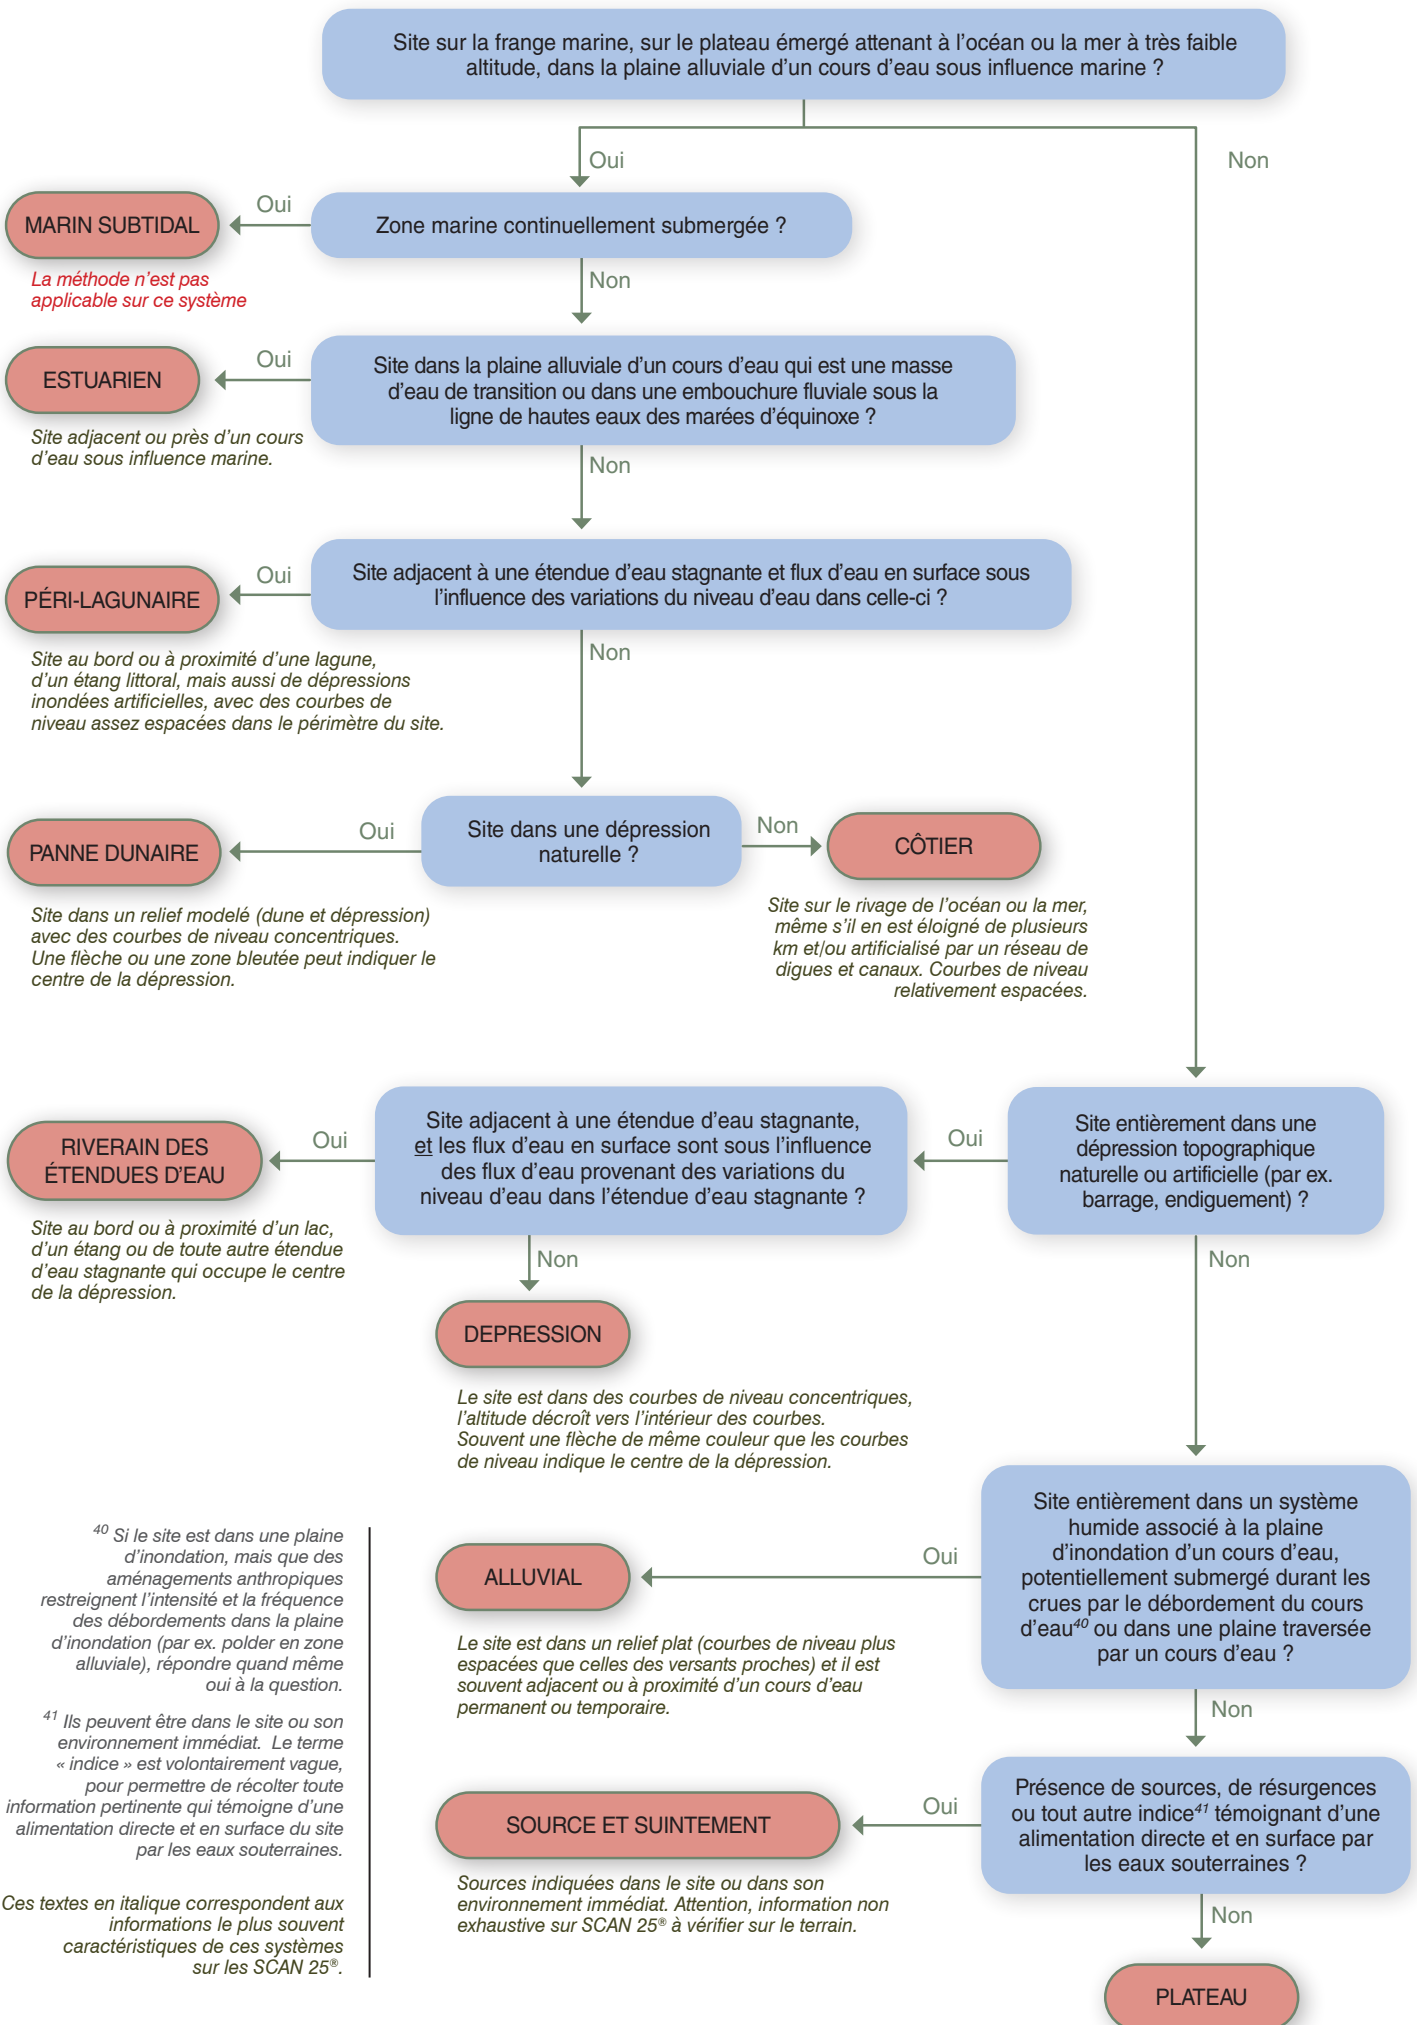 Site sur la frange marine, sur le plateau émergé attenant à l'océan ou la mer à très faible
altitude, dans la plaine alluviale d'un cours d'eau sous influence marine ?
Oui
Non
MARIN SUBTIDAL
Oui
Zone marine continuellement submergée ?
La méthode n'est pas
applicable sur ce système
Non
ESTUARIEN
Oui
Site dans la plaine alluviale d'un cours d'eau qui est une masse
d'eau de transition ou dans une embouchure fluviale sous la
ligne de hautes eaux des marées d'équinoxe ?
Site adjacent ou près d'un cours
d'eau sous influence marine.
Non
PÉRI-LAGUNAIRE
Oui
Site adjacent à une étendue d'eau stagnante et flux d'eau en surface sous
l'influence des variations du niveau d'eau dans celle-ci ?
Site au bord ou à proximité d'une lagune,
d'un étang littoral, mais aussi de dépressions
inondées artificielles, avec des courbes de
niveau assez espacées dans le périmètre du site.
Non
PANNE DUNAIRE
Oui
Site dans une dépression
naturelle ?
Non
CÔTIER
Site dans un relief modelé (dune et dépression)
avec des courbes de niveau concentriques.
Une flèche ou une zone bleutée peut indiquer le
centre de la dépression.
Site sur le rivage de l'océan ou la mer,
même s'il en est éloigné de plusieurs
km et/ou artificialisé par un réseau de
digues et canaux. Courbes de niveau
relativement espacées.
RIVERAIN DES
ÉTENDUES D'EAU
Oui
Site adjacent à une étendue d'eau stagnante,
et les flux d'eau en surface sont sous l'influence
des flux d'eau provenant des variations du
niveau d'eau dans l'étendue d'eau stagnante ?
Oui
Site entièrement dans une
dépression topographique
naturelle ou artificielle (par ex.
barrage, endiguement) ?
Site au bord ou à proximité d'un lac,
d'un étang ou de toute autre étendue
d'eau stagnante qui occupe le centre
de la dépression.
Non
Non
DEPRESSION
Le site est dans des courbes de niveau concentriques,
l'altitude décroît vers l'intérieur des courbes.
Souvent une flèche de même couleur que les courbes
de niveau indique le centre de la dépression.
Site entièrement dans un système
humide associé à la plaine
d'inondation d'un cours d'eau,
potentiellement submergé durant les
crues par le débordement du cours
d'eau40 ou dans une plaine traversée
par un cours d'eau ?
Oui
ALLUVIAL
Le site est dans un relief plat (courbes de niveau plus
espacées que celles des versants proches) et il est
souvent adjacent ou à proximité d'un cours d'eau
permanent ou temporaire.
Non
Présence de sources, de résurgences
ou tout autre indice41 témoignant d'une
alimentation directe et en surface par
les eaux souterraines ?
Oui
SOURCE ET SUINTEMENT
Sources indiquées dans le site ou dans son
environnement immédiat. Attention, information non
exhaustive sur SCAN 25® à vérifier sur le terrain.
Non
PLATEAU
40 Si le site est dans une plaine
d'inondation, mais que des
aménagements anthropiques
restreignent l'intensité et la fréquence
des débordements dans la plaine
d'inondation (par ex. polder en zone
alluviale), répondre quand même
oui à la question.
41 Ils peuvent être dans le site ou son
environnement immédiat. Le terme
« indice » est volontairement vague,
pour permettre de récolter toute
information pertinente qui témoigne d'une
alimentation directe et en surface du site
par les eaux souterraines.
Ces textes en italique correspondent aux
informations le plus souvent
caractéristiques de ces systèmes
sur les SCAN 25®.